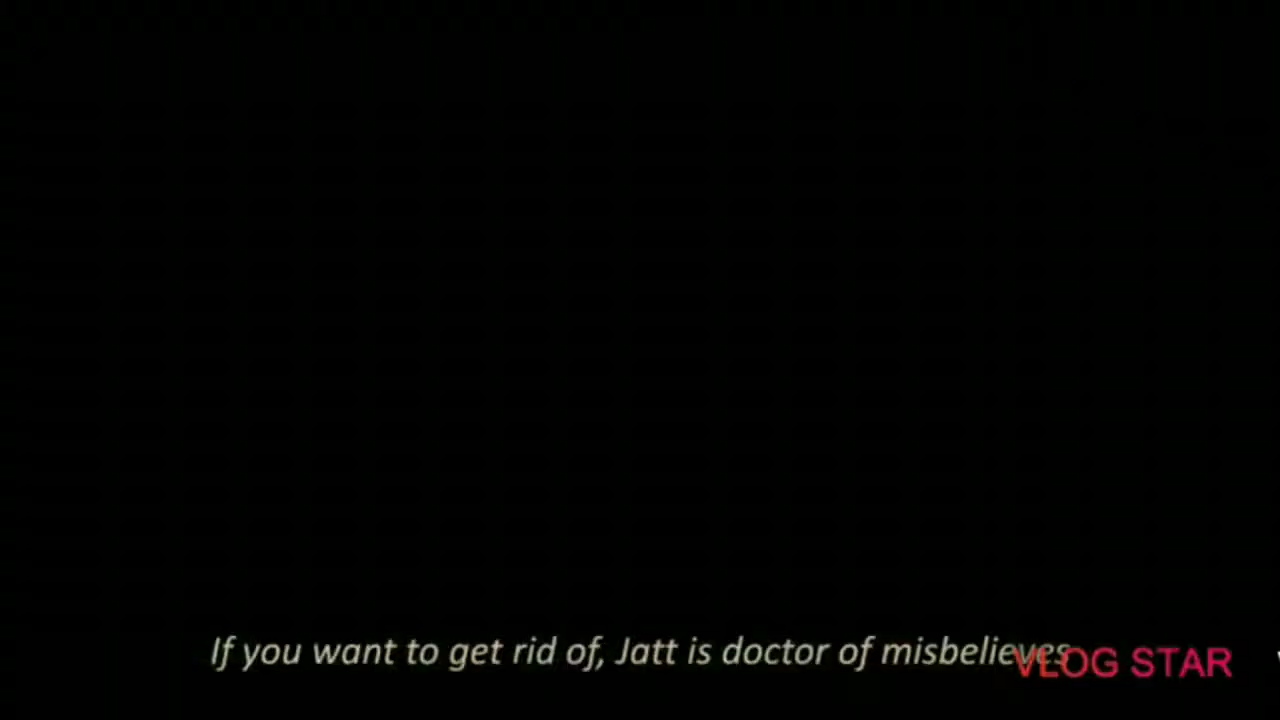 If you want to get rid of, Jatt is doctor of misbelieves
VLOG STAR